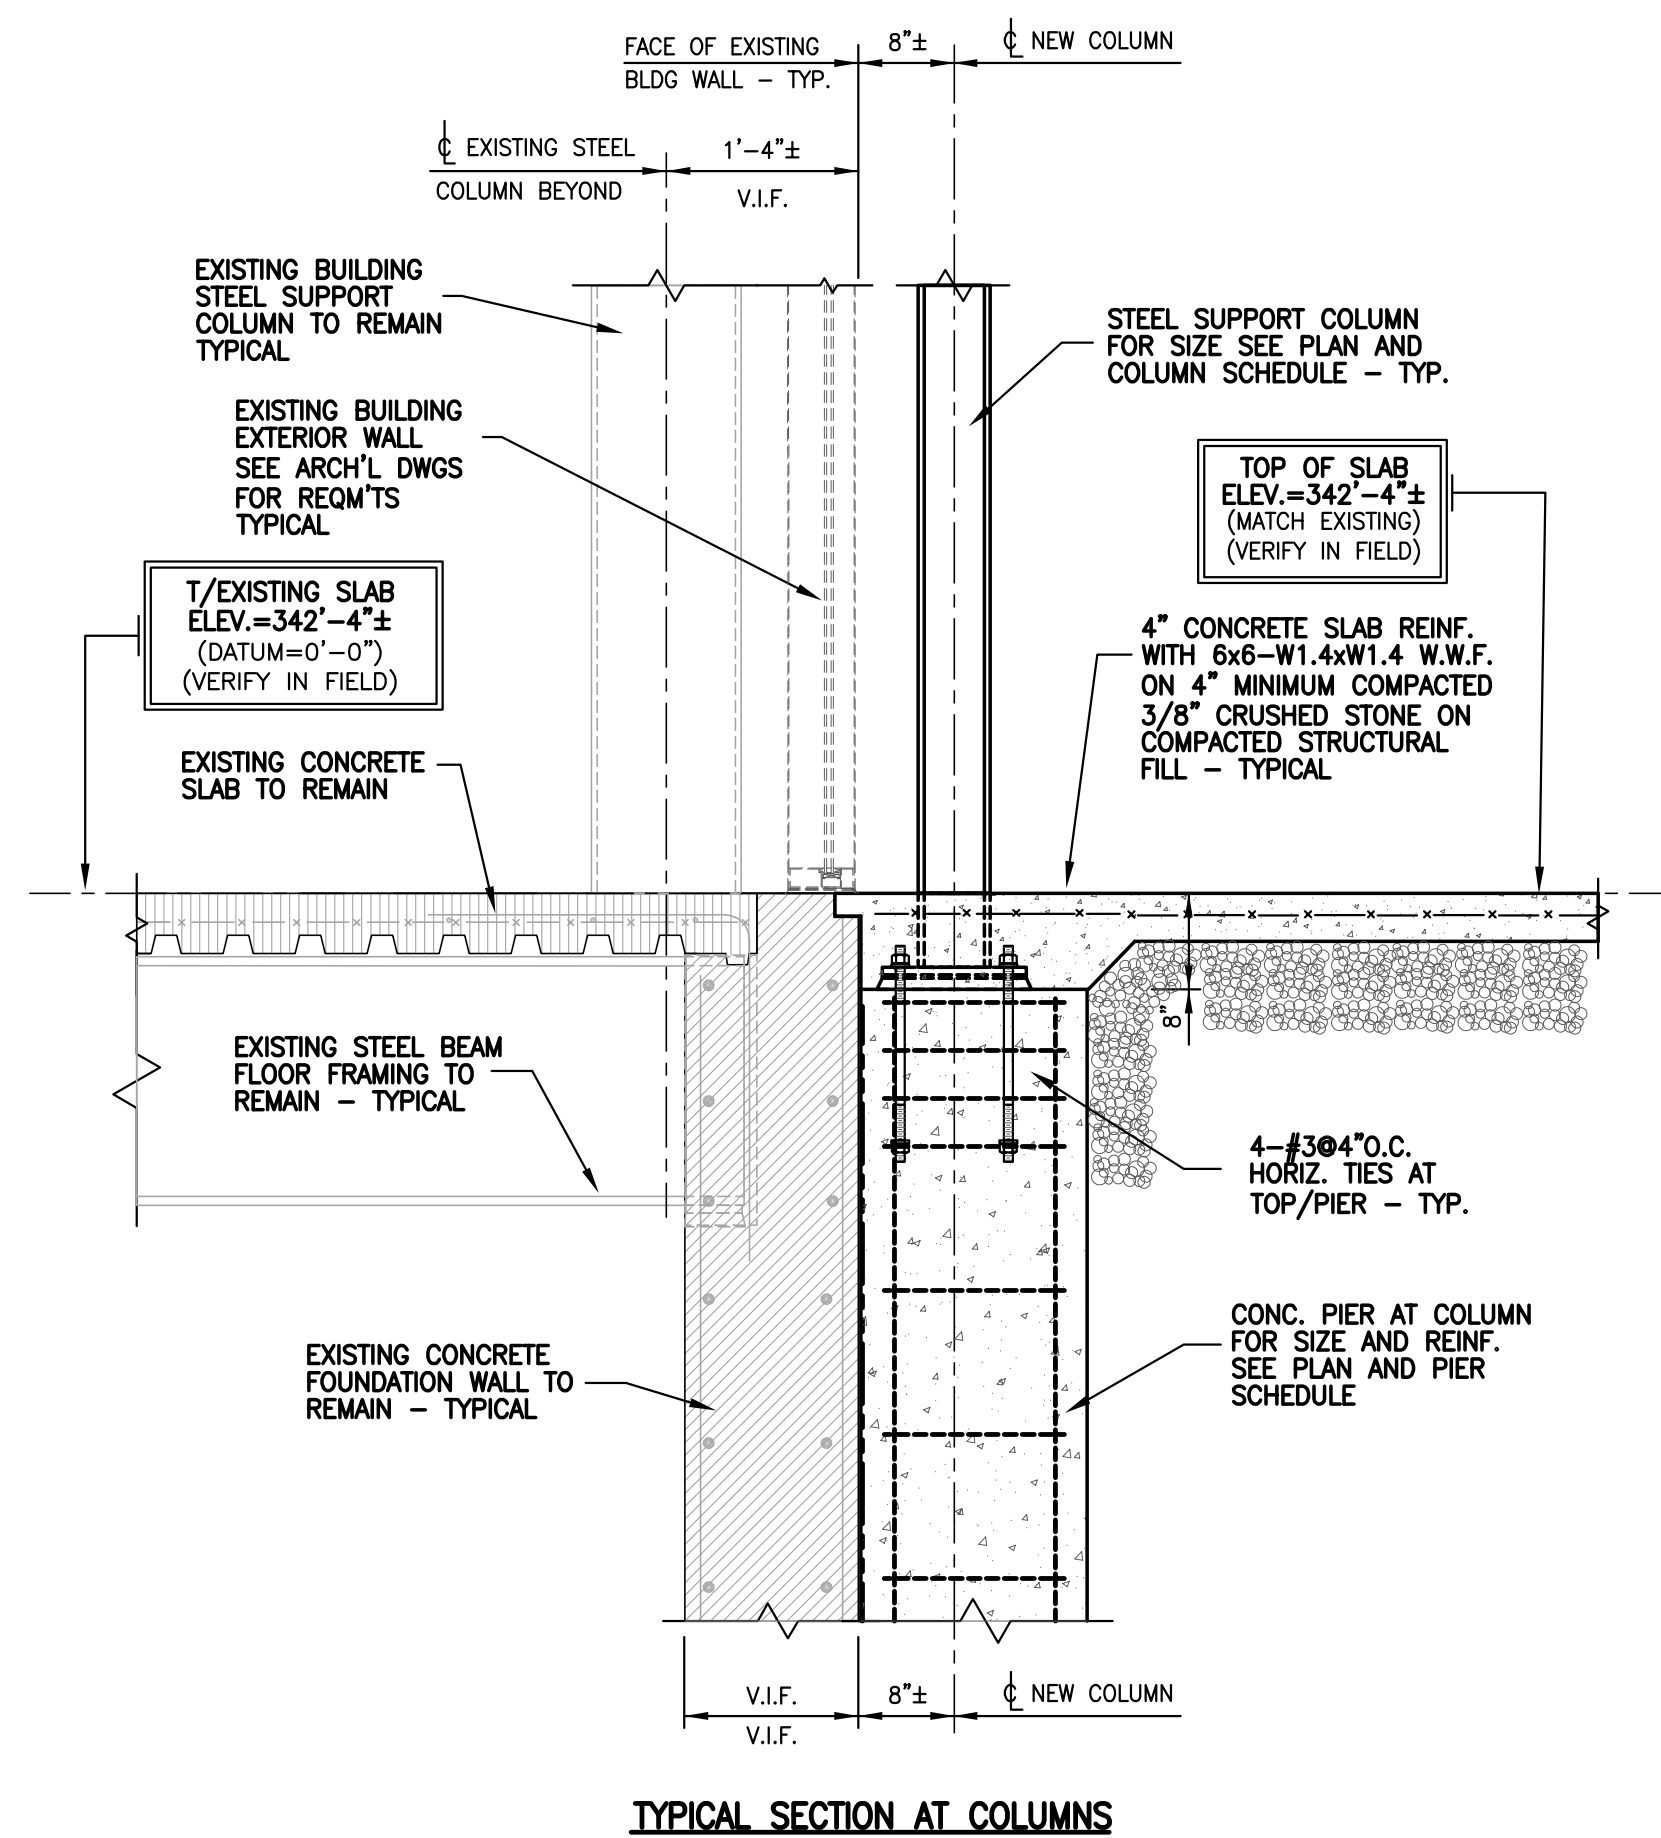 FACE OF EXISTING
BLDG WALL - TYP.
8"±
℄ NEW COLUMN
℄ EXISTING STEEL
COLUMN BEYOND
1'-4"±
V.I.F.
EXISTING BUILDING
STEEL SUPPORT
COLUMN TO REMAIN
TYPICAL
STEEL SUPPORT COLUMN
FOR SIZE SEE PLAN AND
COLUMN SCHEDULE - TYP.
EXISTING BUILDING
EXTERIOR WALL
SEE ARCH'L DWGS
FOR REQM'TS
TYPICAL
TOP OF SLAB
ELEV.=342'-4"±
(MATCH EXISTING)
(VERIFY IN FIELD)
T/EXISTING SLAB
ELEV.=342'-4"±
(DATUM=0'-0")
(VERIFY IN FIELD)
4" CONCRETE SLAB REINF.
WITH 6x6-W1.4xW1.4 W.W.F.
ON 4" MINIMUM COMPACTED
3/8" CRUSHED STONE ON
COMPACTED STRUCTURAL
FILL - TYPICAL
EXISTING CONCRETE
SLAB TO REMAIN
8"
EXISTING STEEL BEAM
FLOOR FRAMING TO
REMAIN - TYPICAL
4-#3@4"O.C.
HORIZ. TIES AT
TOP/PIER - TYP.
CONC. PIER AT COLUMN
FOR SIZE AND REINF.
SEE PLAN AND PIER
SCHEDULE
EXISTING CONCRETE
FOUNDATION WALL TO
REMAIN - TYPICAL
V.I.F.
V.I.F.
8"±
℄ NEW COLUMN
TYPICAL SECTION AT COLUMNS